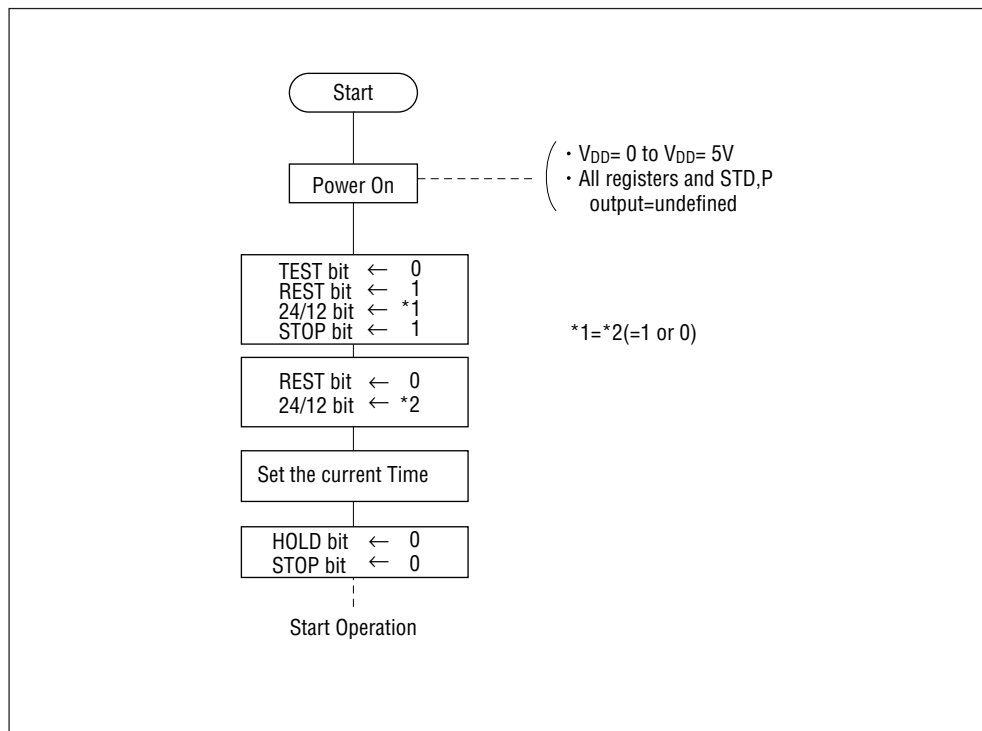 Start
Power On
・VDD= 0 to VDD= 5V
・All registers and STD,P
output=undefined
TEST bit ← 0
REST bit ← 1
24/12 bit ← *1
STOP bit ← 1
*1=*2(=1 or 0)
REST bit ← 0
24/12 bit ← *2
Set the current Time
HOLD bit ← 0
STOP bit ← 0
Start Operation